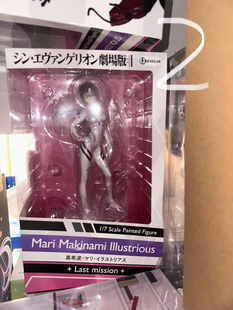 2
シン・エヴァンゲリオン劇場版
REVOLVE
1/7 Scale Painted Figure
Mari Makinami Illustrious
真希波・マリ・イラストリアス
Last mission